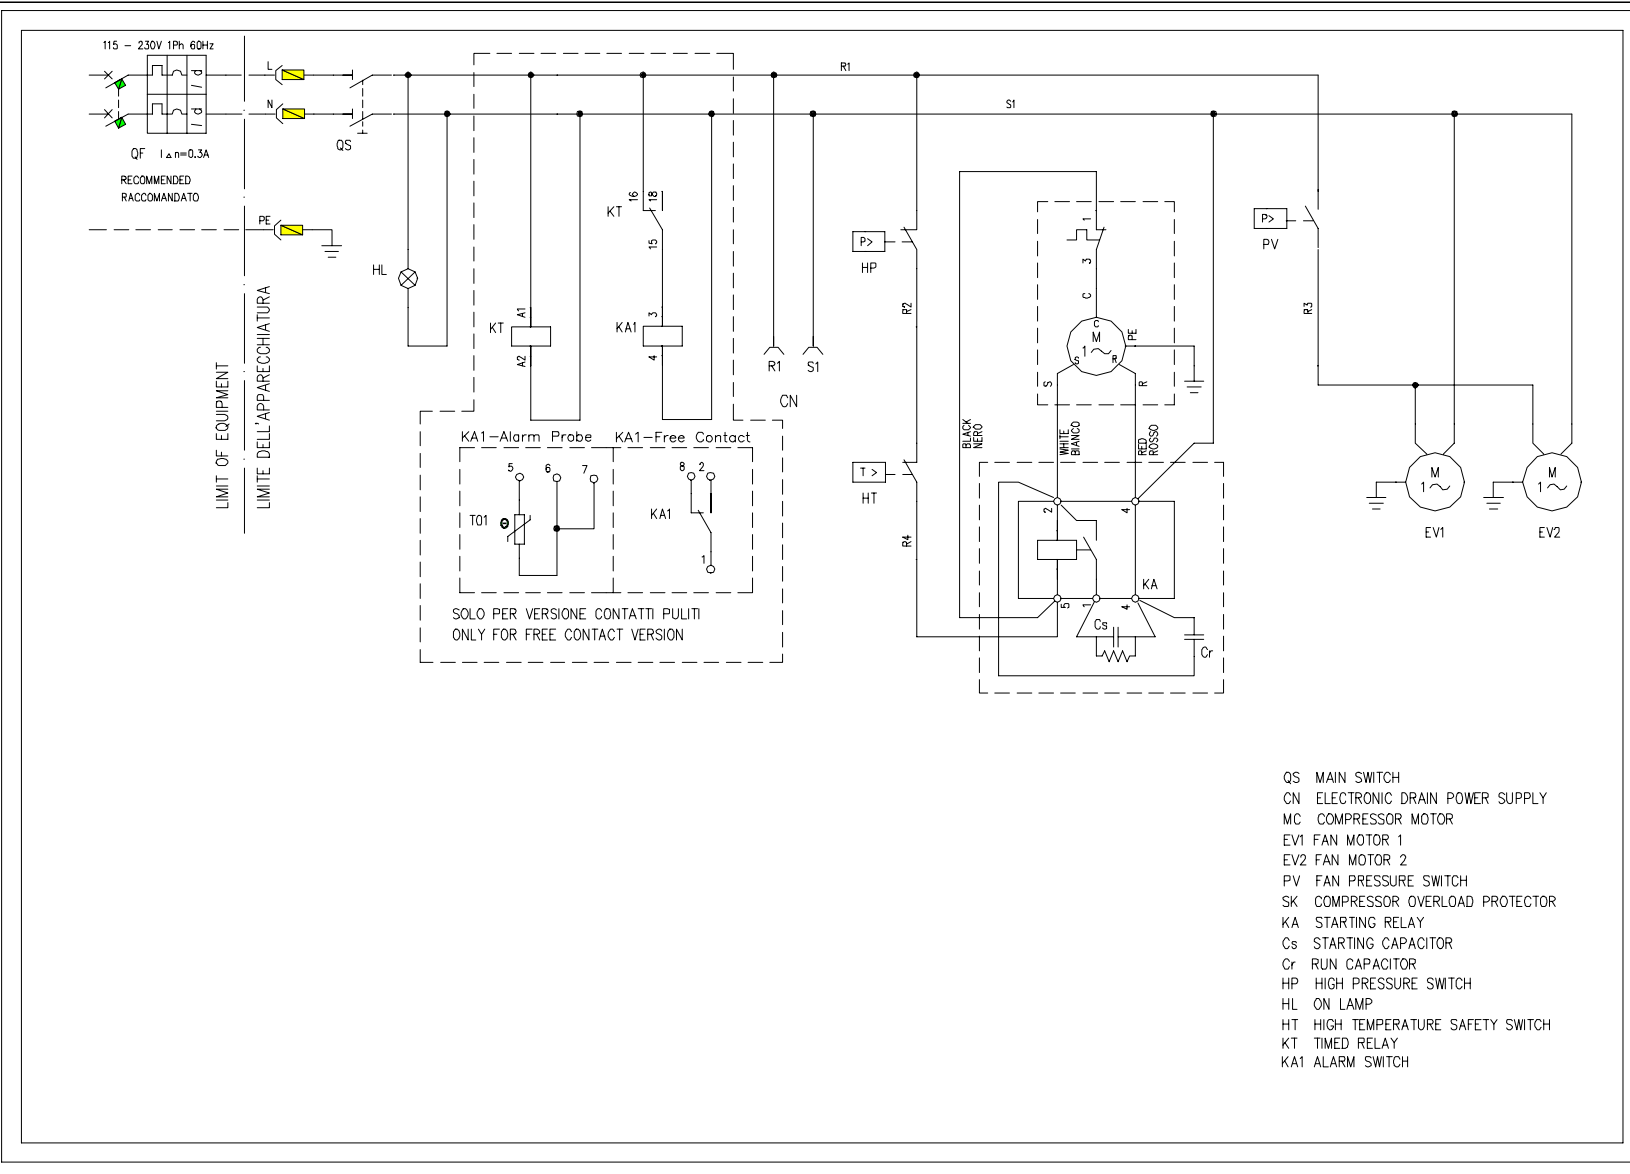 115 - 230V 1Ph 60Hz
L
N
QF I △ n=0.3A
RECOMMENDED
RACCOMANDATO
PE
LIMIT OF EQUIPMENT
LIMITE DELL'APPARECCHIATURA
QS
HL
R1
S1
KT
16
18
15
KT
A1
A2
KA1
3
4
R1
S1
CN
KA1-Alarm Probe
KA1-Free Contact
5
6
7
T01
8
2
KA1
1
SOLO PER VERSIONE CONTATTI PULITI
ONLY FOR FREE CONTACT VERSION
P>
HP
R2
T >
HT
R4
BLACK
NERO
1
3
C
C
M
1
S
R
PE
S
R
WHITE
BIANCO
RED
ROSSO
2
4
KA
5
1
4
Cs
Cr
P>
PV
R3
M
1
EV1
M
1
EV2
QS MAIN SWITCH
CN ELECTRONIC DRAIN POWER SUPPLY
MC COMPRESSOR MOTOR
EV1 FAN MOTOR 1
EV2 FAN MOTOR 2
PV FAN PRESSURE SWITCH
SK COMPRESSOR OVERLOAD PROTECTOR
KA STARTING RELAY
Cs STARTING CAPACITOR
Cr RUN CAPACITOR
HP HIGH PRESSURE SWITCH
HL ON LAMP
HT HIGH TEMPERATURE SAFETY SWITCH
KT TIMED RELAY
KA1 ALARM SWITCH